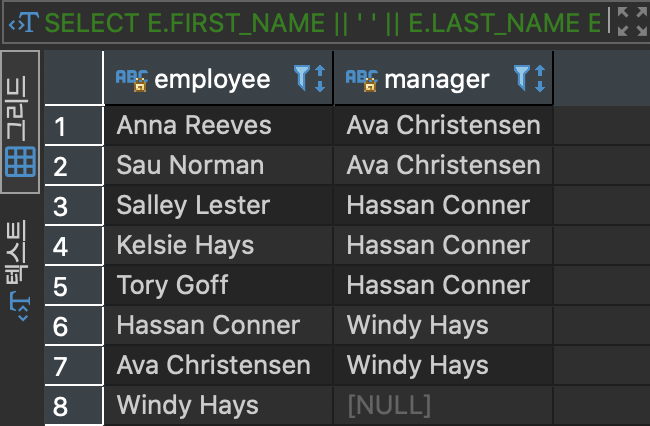 SELECT E.FIRST_NAME || ' ' || E.LAST_NAME E
그리드
텍스트
ABC employee ABC manager
1 Anna Reeves Ava Christensen
2 Sau Norman Ava Christensen
3 Salley Lester Hassan Conner
4 Kelsie Hays Hassan Conner
5 Tory Goff Hassan Conner
6 Hassan Conner Windy Hays
7 Ava Christensen Windy Hays
8 Windy Hays [NULL]